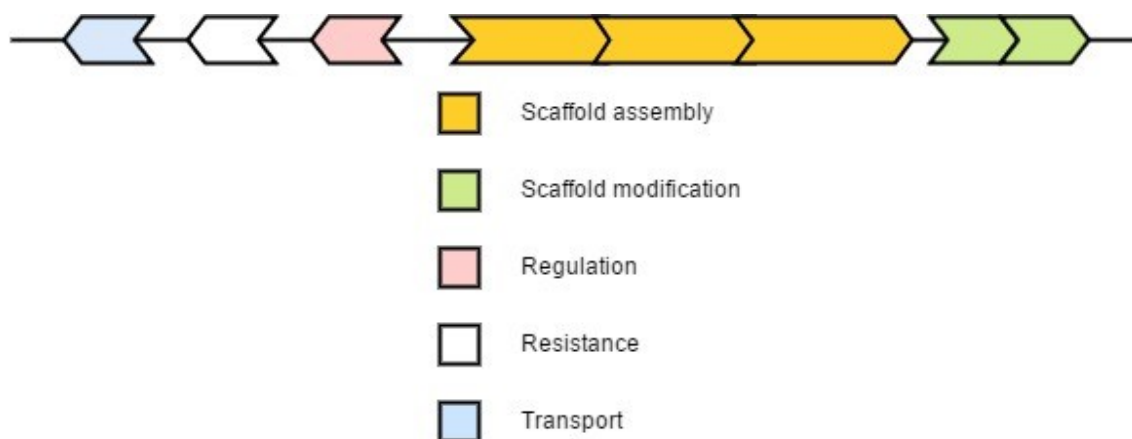 Scaffold assembly
Scaffold modification
Regulation
Resistance
Transport